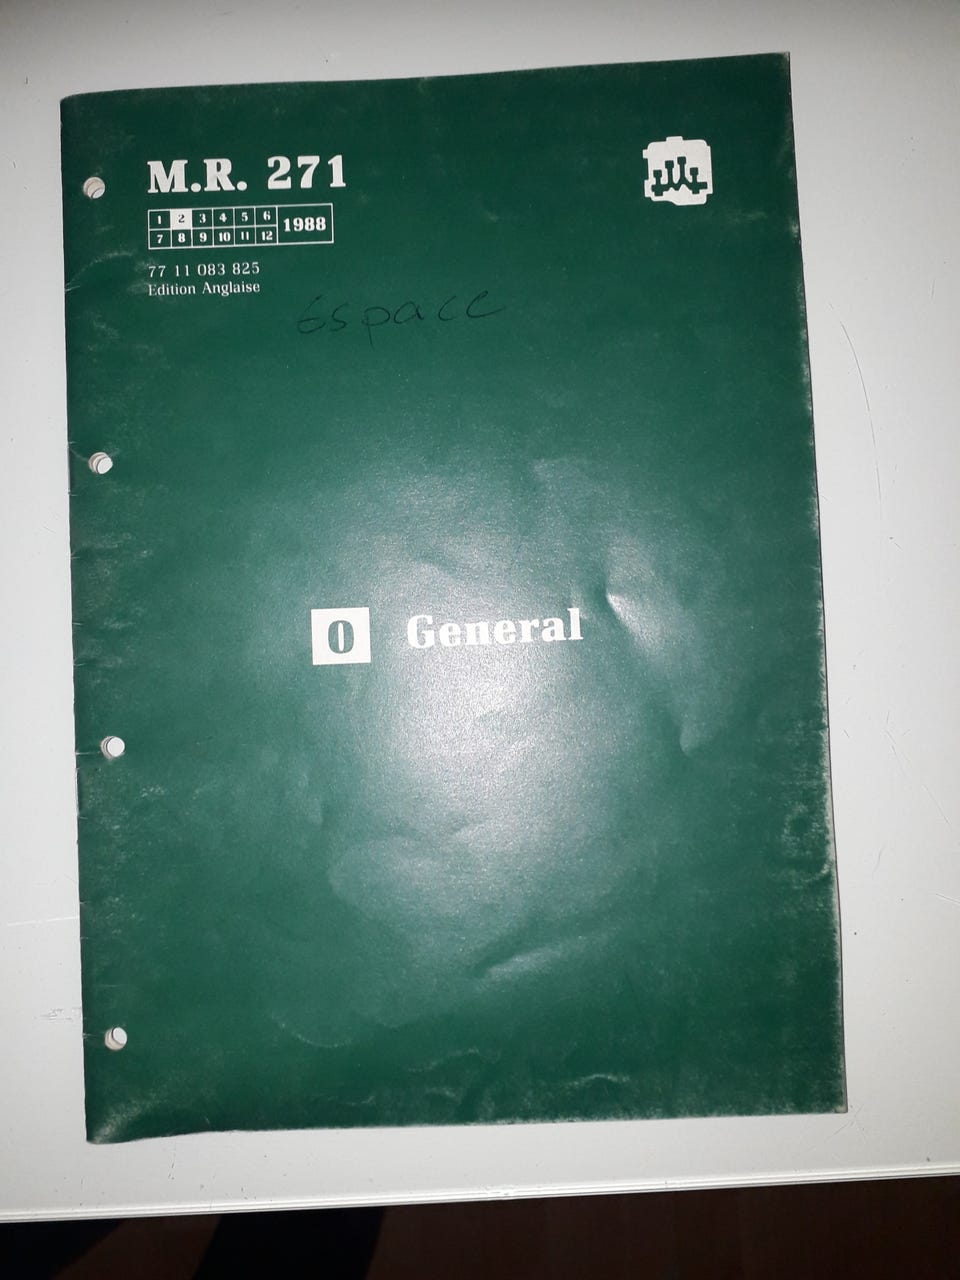 M.R. 271
1 2 3 4 5 6
7 8 9 10 11 12
1988
77 11 083 825
Edition Anglaise
Espace
0 General